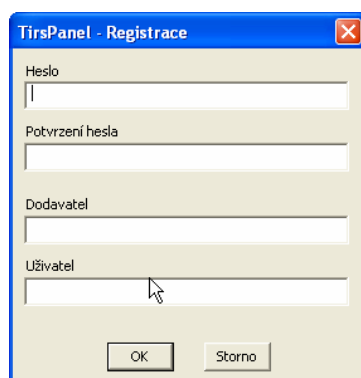 TirsPanel - Registrace
Heslo
Potvrzení hesla
Dodavatel
Uživatel
OK
Storno